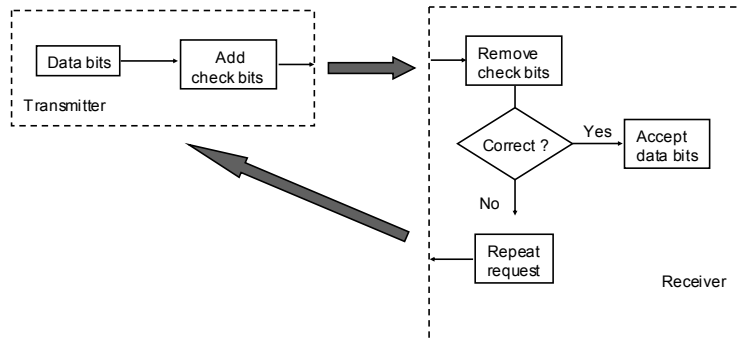 Data bits
Add
check bits
Transmitter
Remove
check bits
Correct ?
Yes
Accept
data bits
No
Repeat
request
Receiver